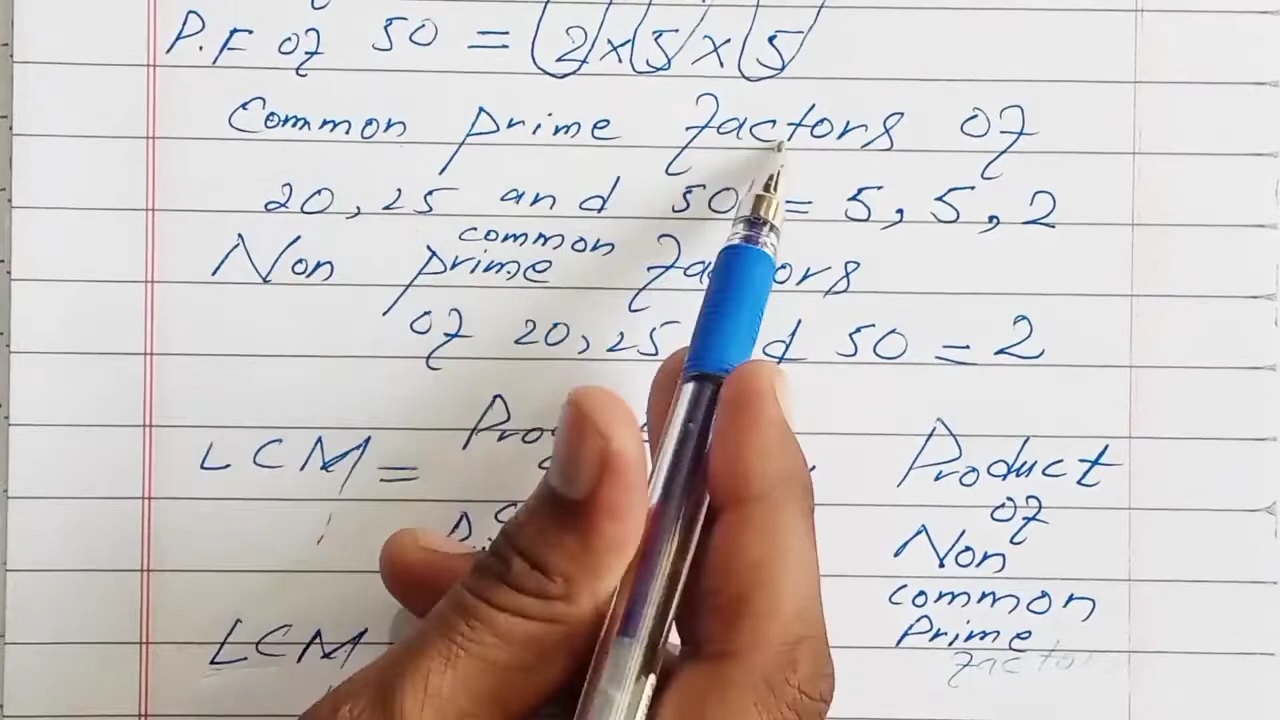 P.F of 50 = 2×5×5
Common prime factors of
20, 25 and 50 = 5, 5, 2
common
Non prime factors
of 20, 25 and 50 = 2
LCM = Product
of
Non
common
Prime
factors
LCM